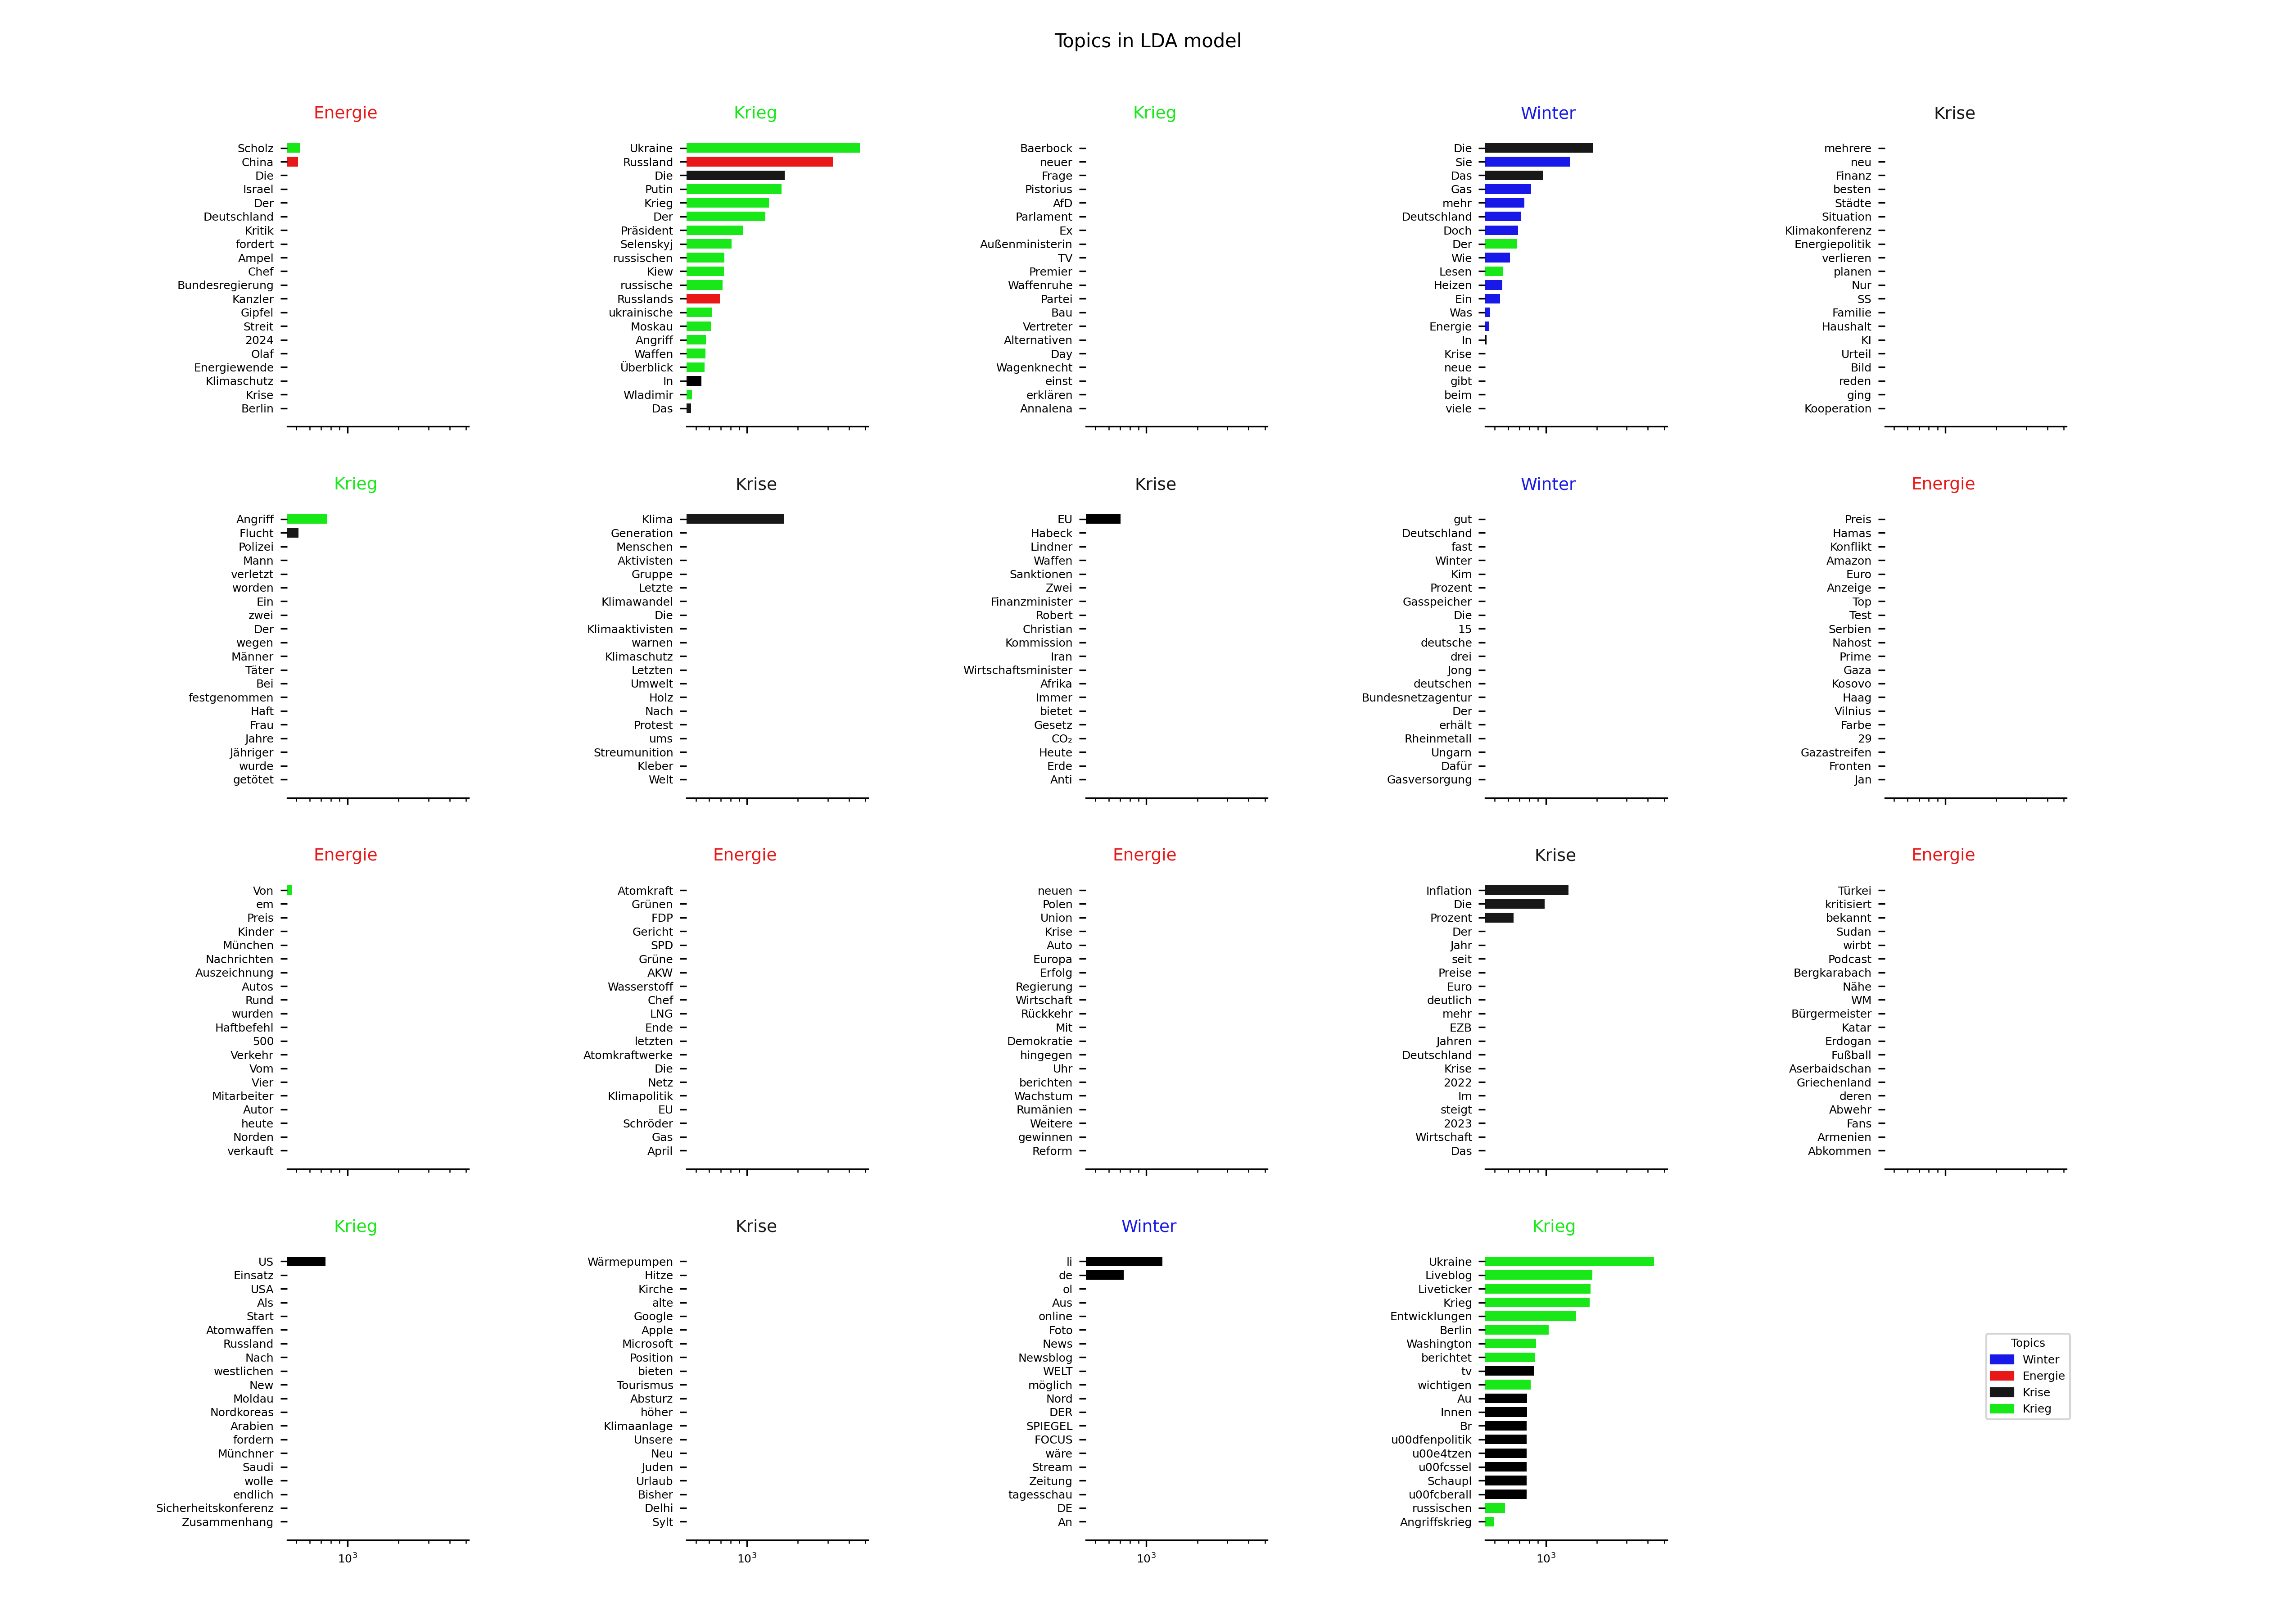 Topics in LDA model
Energie
Scholz
China
Die
Israel
Der
Deutschland
Kritik
fordert
Ampel
Chef
Bundesregierung
Kanzler
Gipfel
Streit
2024
Olaf
Energiewende
Klimaschutz
Krise
Berlin
Krieg
Ukraine
Russland
Die
Putin
Krieg
Der
Präsident
Selenskyj
russischen
Kiew
russische
Russlands
ukrainische
Moskau
Angriff
Waffen
Überblick
In
Wladimir
Das
Krieg
Baerbock
neuer
Frage
Pistorius
AfD
Parlament
Ex
Außenministerin
TV
Premier
Waffenruhe
Partei
Bau
Vertreter
Alternativen
Day
Wagenknecht
einst
erklären
Annalena
Winter
Die
Sie
Das
Gas
mehr
Deutschland
Doch
Der
Wie
Lesen
Heizen
Ein
Was
Energie
In
Krise
neue
gibt
beim
viele
Krise
mehrere
neu
Finanz
besten
Städte
Situation
Klimakonferenz
Energiepolitik
verlieren
planen
Nur
SS
Familie
Haushalt
KI
Urteil
Bild
reden
ging
Kooperation
Krieg
Angriff
Flucht
Polizei
Mann
verletzt
worden
Ein
zwei
Der
wegen
Männer
Täter
Bei
festgenommen
Haft
Frau
Jahre
Jähriger
wurde
getötet
Krise
Klima
Generation
Menschen
Aktivisten
Gruppe
Letzte
Klimawandel
Die
Klimaaktivisten
warnen
Klimaschutz
Letzten
Umwelt
Holz
Nach
Protest
ums
Streumunition
Kleber
Welt
Krise
EU
Habeck
Lindner
Waffen
Sanktionen
Zwei
Finanzminister
Robert
Christian
Kommission
Iran
Wirtschaftsminister
Afrika
Immer
bietet
Gesetz
CO₂
Heute
Erde
Anti
Winter
gut
Deutschland
fast
Winter
Kim
Prozent
Gasspeicher
Die
15
deutsche
drei
Jong
deutschen
Bundesnetzagentur
Der
erhält
Rheinmetall
Ungarn
Dafür
Gasversorgung
Energie
Preis
Hamas
Konflikt
Amazon
Euro
Anzeige
Top
Test
Serbien
Nahost
Prime
Gaza
Kosovo
Haag
Vilnius
Farbe
29
Gazastreifen
Fronten
Jan
Energie
Von
em
Preis
Kinder
München
Nachrichten
Auszeichnung
Autos
Rund
wurden
Haftbefehl
500
Verkehr
Vom
Vier
Mitarbeiter
Autor
heute
Norden
verkauft
Energie
Atomkraft
Grünen
FDP
Gericht
SPD
Grüne
AKW
Wasserstoff
Chef
LNG
Ende
letzten
Atomkraftwerke
Die
Netz
Klimapolitik
EU
Schröder
Gas
April
Energie
neuen
Polen
Union
Krise
Auto
Europa
Erfolg
Regierung
Wirtschaft
Rückkehr
Mit
Demokratie
hingegen
Uhr
berichten
Wachstum
Rumänien
Weitere
gewinnen
Reform
Krise
Inflation
Die
Prozent
Der
Jahr
seit
Preise
Euro
deutlich
mehr
EZB
Jahren
Deutschland
Krise
2022
Im
steigt
2023
Wirtschaft
Das
Energie
Türkei
kritisiert
bekannt
Sudan
wirbt
Podcast
Bergkarabach
Nähe
WM
Bürgermeister
Katar
Erdogan
Fußball
Aserbaidschan
Griechenland
deren
Abwehr
Fans
Armenien
Abkommen
Krieg
US
Einsatz
USA
Als
Start
Atomwaffen
Russland
Nach
westlichen
New
Moldau
Nordkoreas
Arabien
fordern
Münchner
Saudi
wolle
endlich
Sicherheitskonferenz
Zusammenhang
10³
Krise
Wärmepumpen
Hitze
Kirche
alte
Google
Apple
Microsoft
Position
bieten
Tourismus
Absturz
höher
Klimaanlage
Unsere
Neu
Juden
Urlaub
Bisher
Delhi
Sylt
10³
Winter
li
de
ol
Aus
online
Foto
News
Newsblog
WELT
möglich
Nord
DER
SPIEGEL
FOCUS
wäre
Stream
Zeitung
tagesschau
DE
An
10³
Krieg
Ukraine
Liveblog
Liveticker
Krieg
Entwicklungen
Berlin
Washington
berichtet
tv
wichtigen
Au
Innen
Br
u00dfenpolitik
u00e4tzen
u00fcssel
Schaupl
u00fcberall
russischen
Angriffskrieg
10³
Topics
Winter
Energie
Krise
Krieg